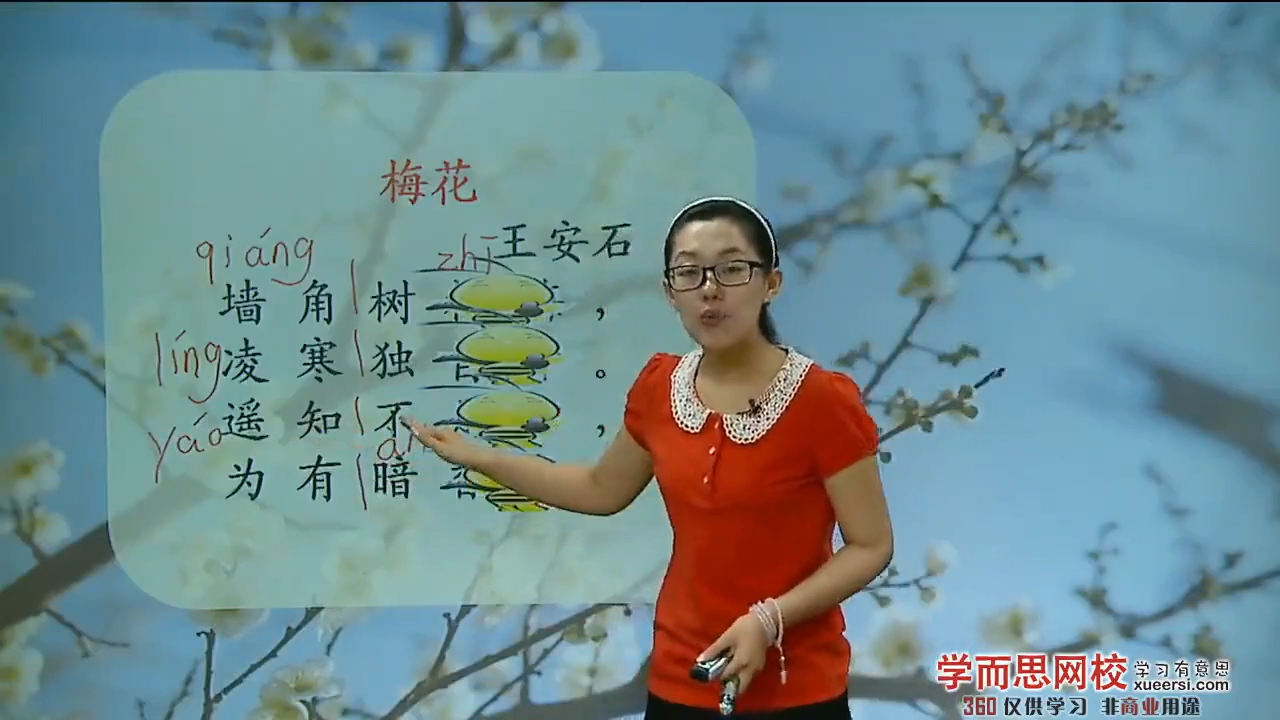 梅花
王安石
qiáng zhī
墙角树，
líng
凌寒独。
yáo
遥知不，
àn
为有暗香
学而思网校 学习有意思
xueersi.com
360 仅供学习 非商业用途